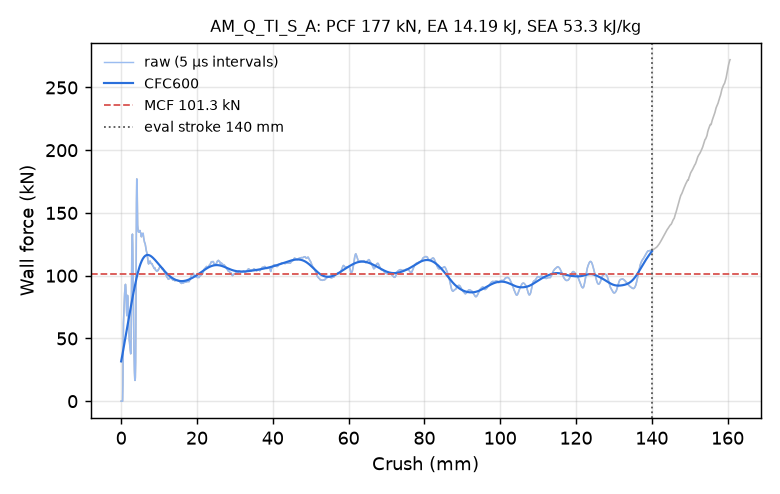 AM_Q_TI_S_A: PCF 177 kN, EA 14.19 kJ, SEA 53.3 kJ/kg
raw (5 µs intervals)
CFC600
MCF 101.3 kN
eval stroke 140 mm
Wall force (kN)
250
200
150
100
50
0
0 20 40 60 80 100 120 140 160
Crush (mm)